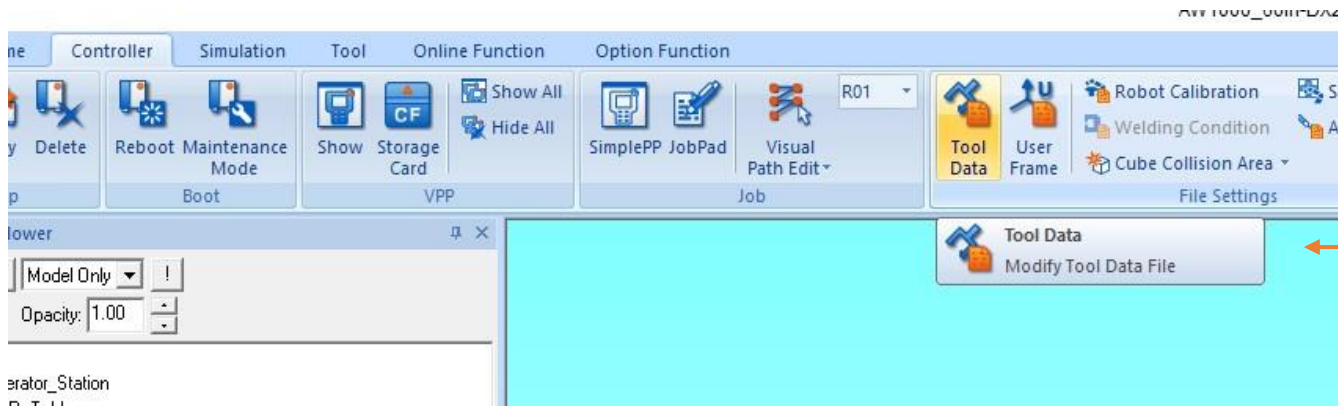 Controller Simulation Tool Online Function Option Function
Delete
Reboot
Maintenance
Mode
Boot
Show
CF
Storage
Card
Show All
Hide All
VPP
SimplePP
JobPad
Visual
Path Edit
R01
Job
Tool
Data
U
User
Frame
Robot Calibration
Welding Condition
Cube Collision Area
File Settings
Tool Data
Modify Tool Data File
Model Only !
Opacity: 1.00